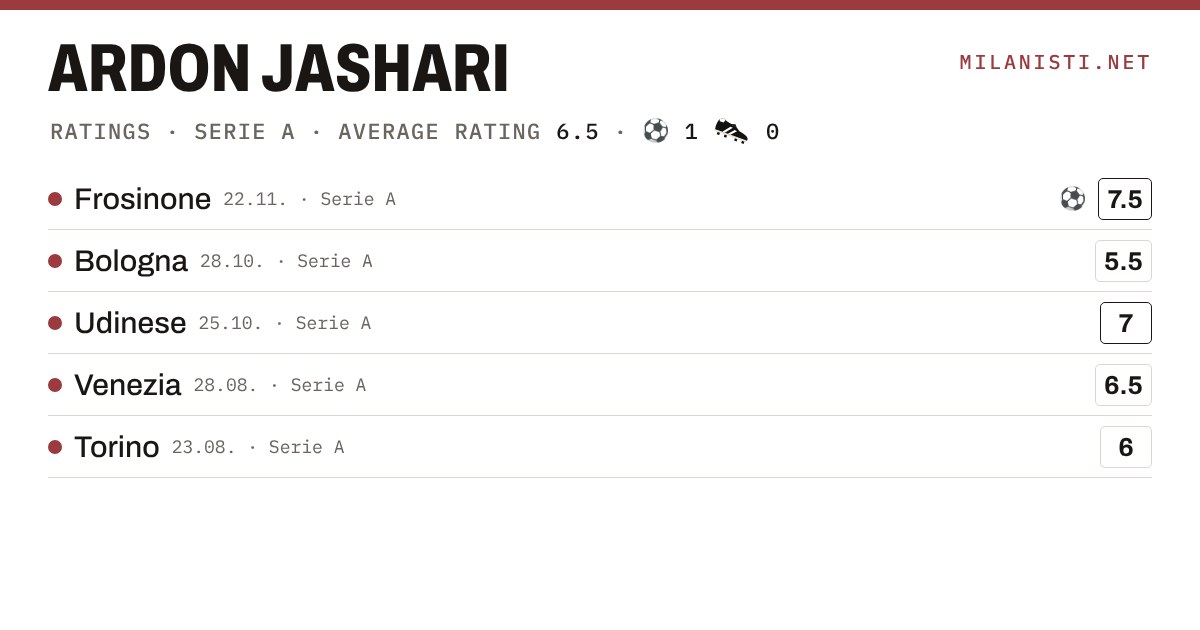 ARDON JASHARI
MILANISTI.NET
RATINGS · SERIE A · AVERAGE RATING 6.5 · ⚽ 1 0
Frosinone 22.11. · Serie A ⚽ 7.5
Bologna 28.10. · Serie A 5.5
Udinese 25.10. · Serie A 7
Venezia 28.08. · Serie A 6.5
Torino 23.08. · Serie A 6